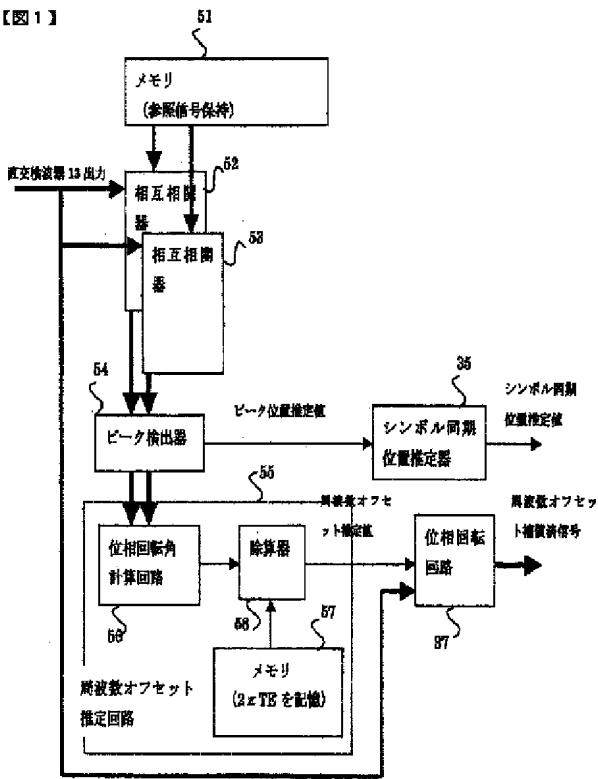 【図1】
51
メモリ
(参照信号保持)
直交検波器13出力
52
相互相関
器
53
相互相関
器
54
ピーク検出器
ピーク位置推定値
35
シンボル同期
位置推定器
シンボル同期
位置推定値
55
周波数オフセ
ット推定値
位相回転角
計算回路
56
除算器
58
57
メモリ
(2πTEを記憶)
周波数オフセット
推定回路
位相回転
回路
37
周波数オフセッ
ト補償済信号